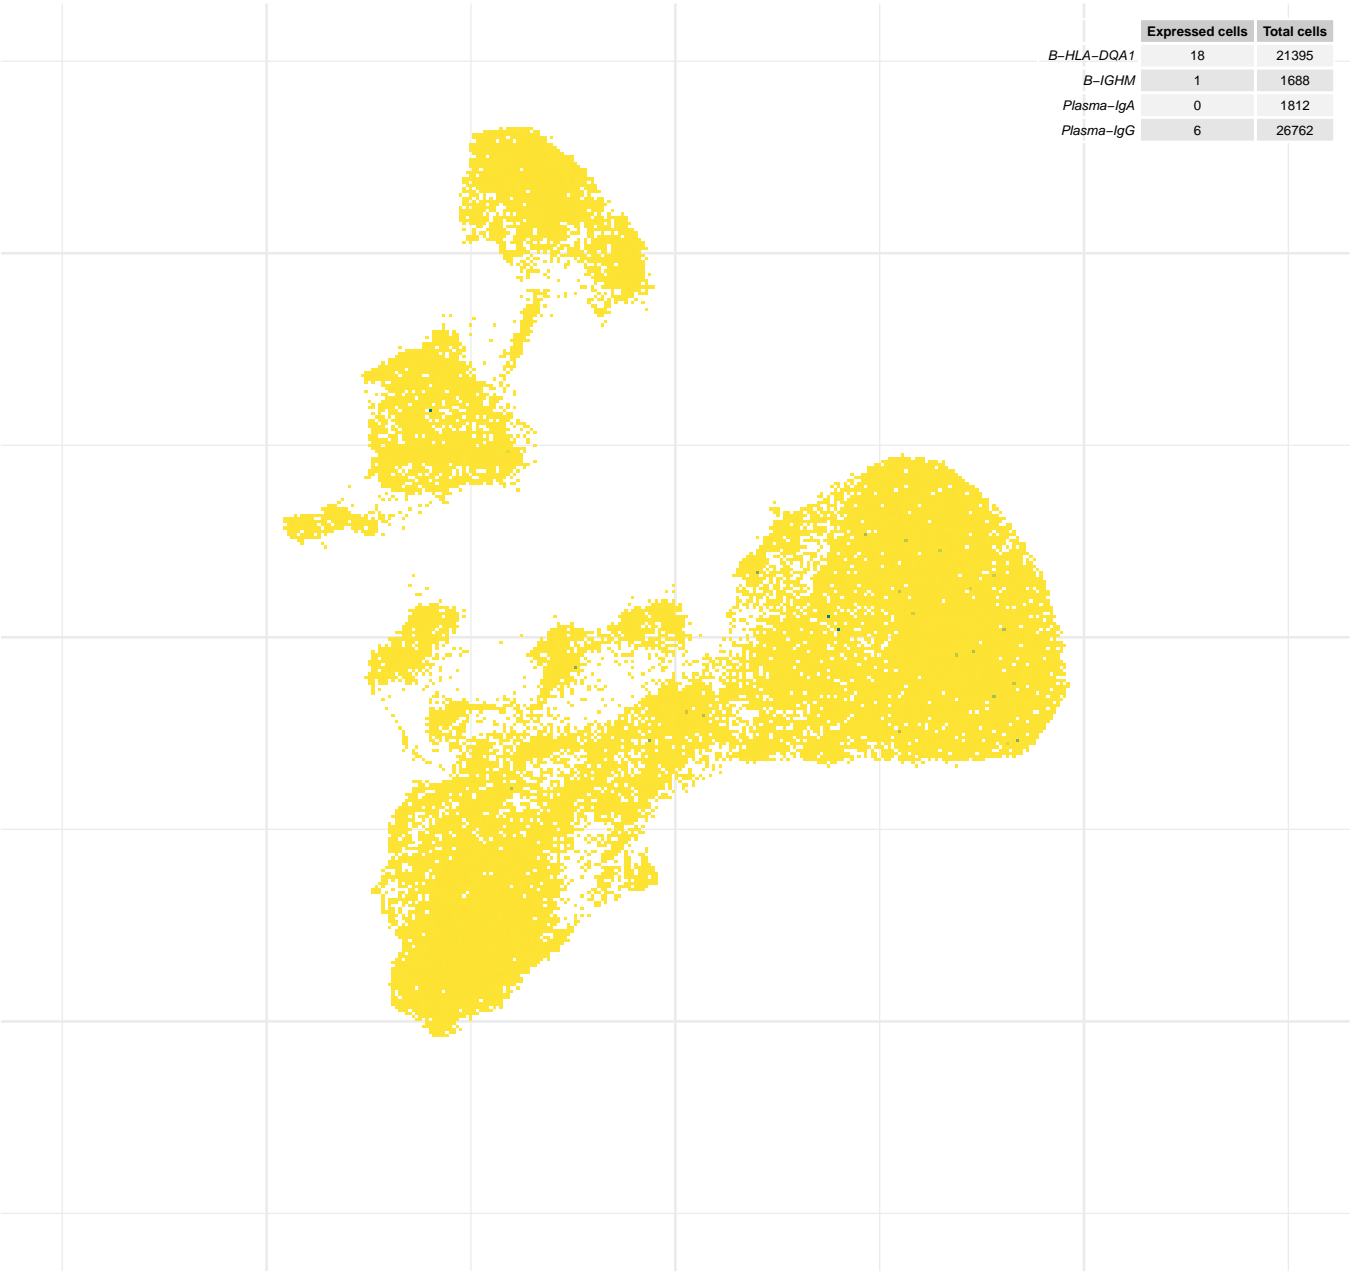 Expressed cells Total cells
B−HLA−DQA1 18 21395
B−IGHM 1 1688
Plasma−IgA 0 1812
Plasma−IgG 6 26762